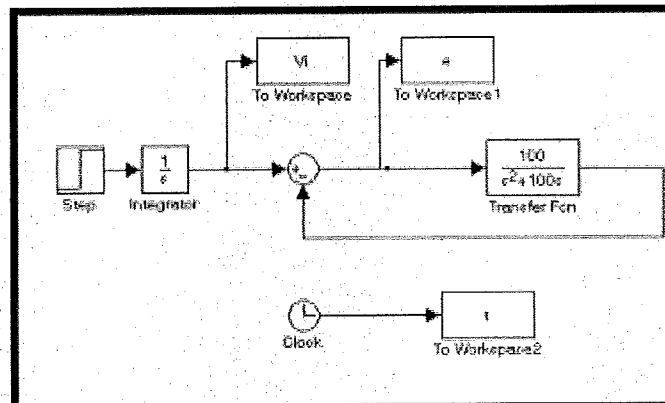 Vi
To Workspace
e
To Workspace1
Step
1
s
Integrator
+
-
100
s²+100s
Transfer Fcn
Clock
t
To Workspace2